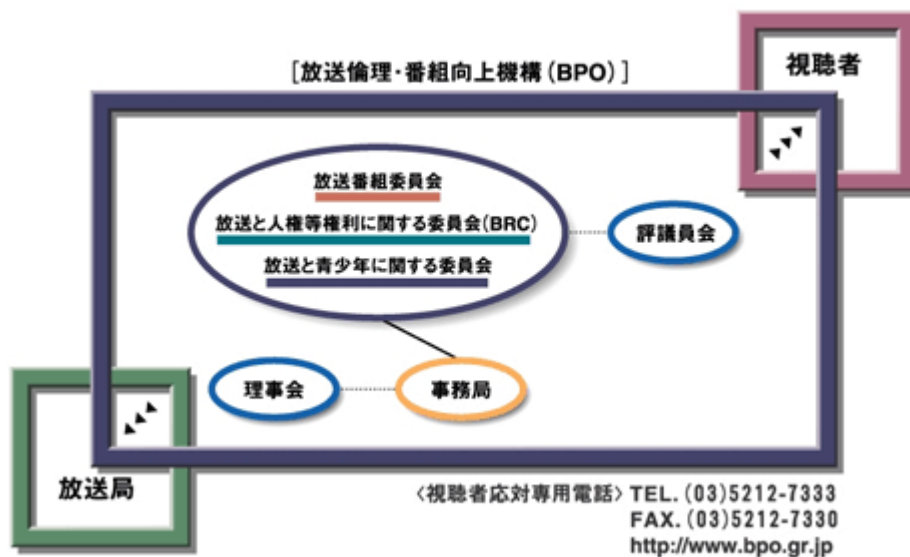 [放送倫理・番組向上機構(BPO)]
視聴者
放送番組委員会
放送と人権等権利に関する委員会(BRC)
放送と青少年に関する委員会
評議員会
理事会
事務局
放送局
〈視聴者応対専用電話〉TEL.(03)5212-7333
FAX.(03)5212-7330
http://www.bpo.gr.jp